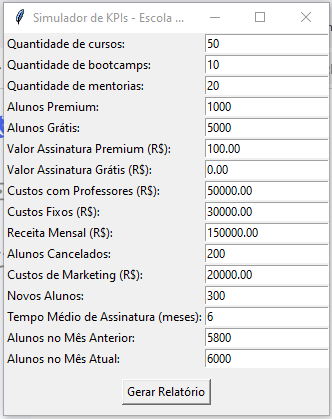 Simulador de KPIs - Escola ...
Quantidade de cursos: 50
Quantidade de bootcamps: 10
Quantidade de mentorias: 20
Alunos Premium: 1000
Alunos Grátis: 5000
Valor Assinatura Premium (R$): 100.00
Valor Assinatura Grátis (R$): 0.00
Custos com Professores (R$): 50000.00
Custos Fixos (R$): 30000.00
Receita Mensal (R$): 150000.00
Alunos Cancelados: 200
Custos de Marketing (R$): 20000.00
Novos Alunos: 300
Tempo Médio de Assinatura (meses): 6
Alunos no Mês Anterior: 5800
Alunos no Mês Atual: 6000
Gerar Relatório